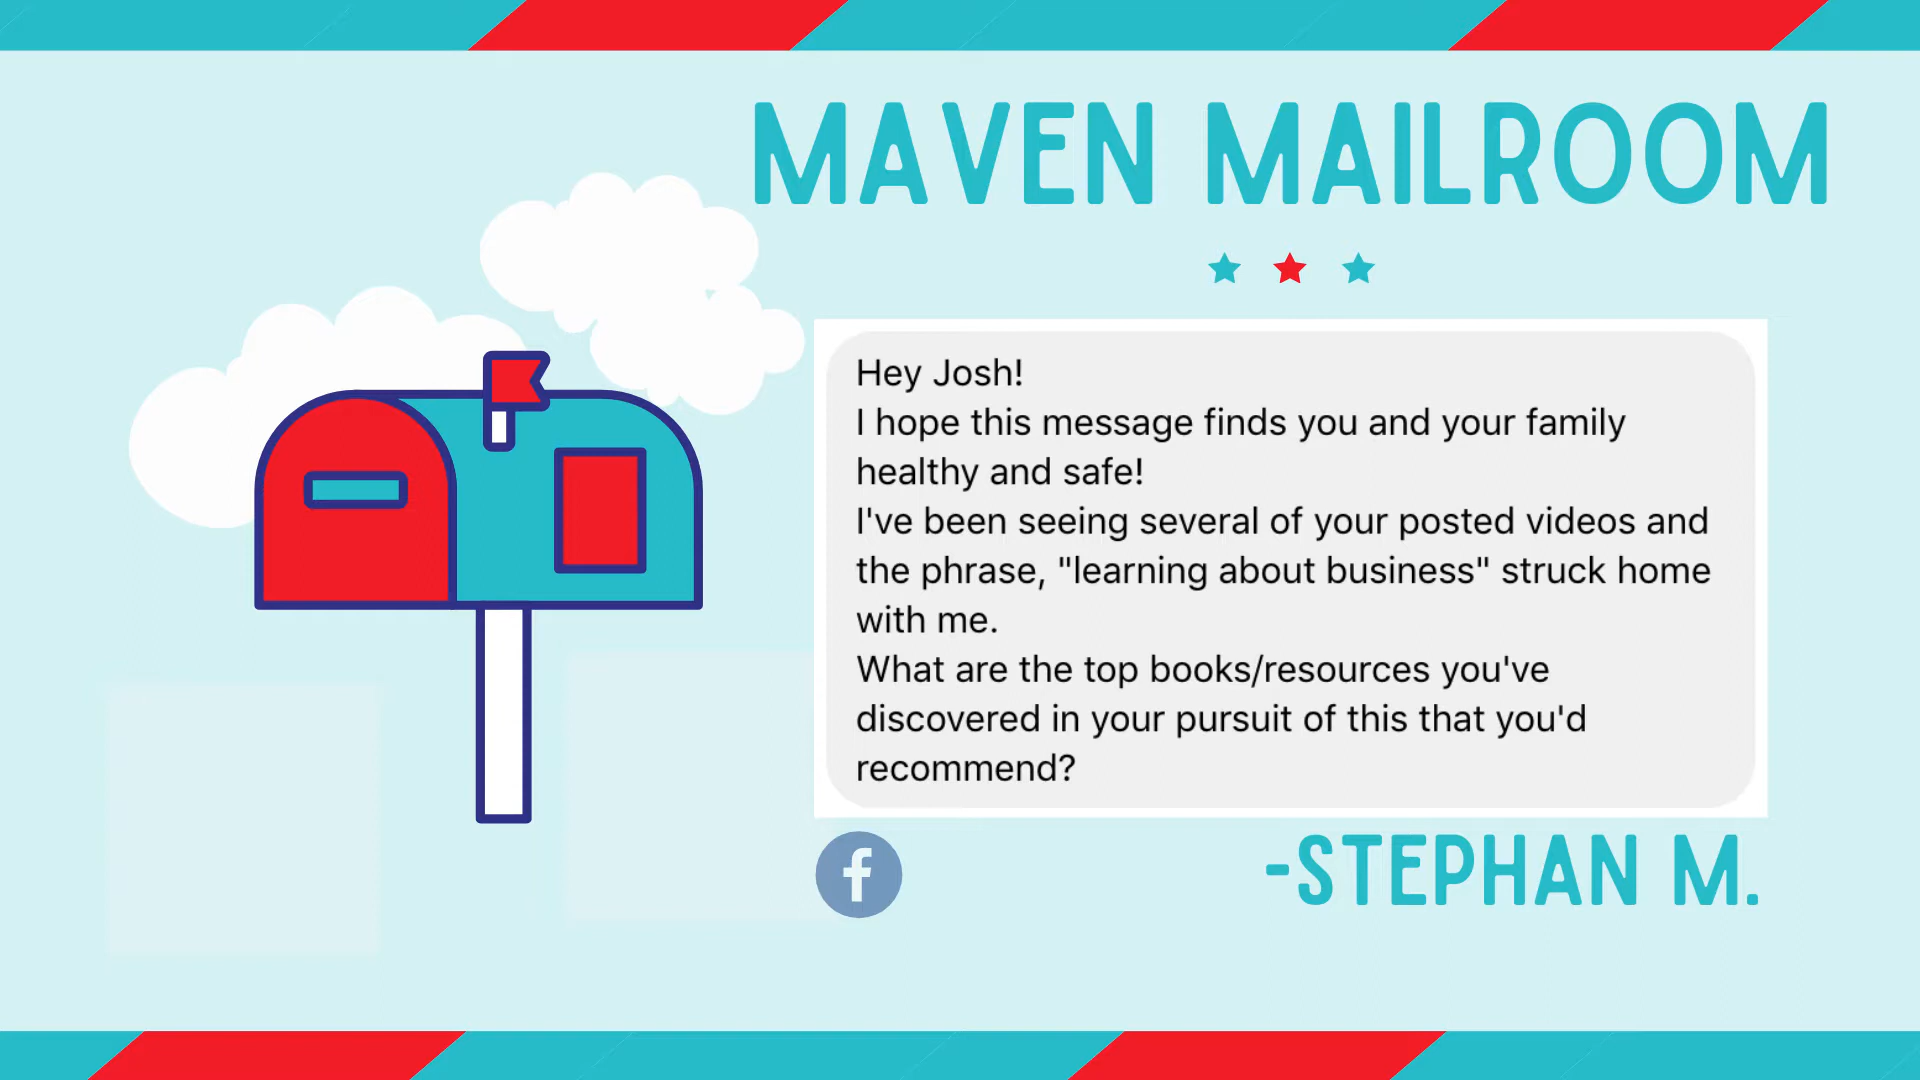 MAVEN MAILROOM
Hey Josh!
I hope this message finds you and your family
healthy and safe!
I've been seeing several of your posted videos and
the phrase, "learning about business" struck home
with me.
What are the top books/resources you've
discovered in your pursuit of this that you'd
recommend?
f
-STEPHAN M.